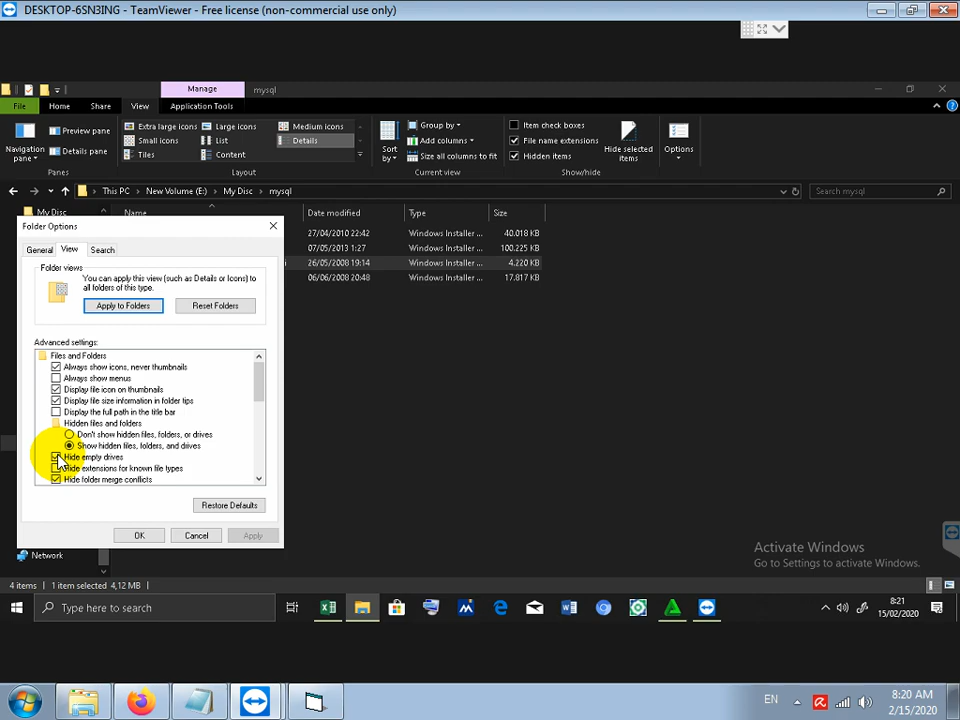 DESKTOP-6SN3ING - TeamViewer - Free license (non-commercial use only)
Manage
mysql
File
Home
Share
View
Application Tools
Navigation pane
Preview pane
Details pane
Panes
Extra large icons
Large icons
Medium icons
Small icons
List
Details
Tiles
Content
Layout
Sort by
Group by
Add columns
Size all columns to fit
Current view
Item check boxes
File name extensions
Hidden items
Hide selected items
Show/hide
Options
This PC > New Volume (E:) > My Disc > mysql
Search mysql
My Disc
Name
Date modified
Type
Size
27/04/2010 22:42 Windows Installer ... 40.018 KB
07/05/2013 1:27 Windows Installer ... 100.225 KB
26/05/2008 19:14 Windows Installer ... 4.220 KB
06/06/2008 20:48 Windows Installer ... 17.817 KB
Folder Options
General
View
Search
Folder views
You can apply this view (such as Details or Icons) to
all folders of this type.
Apply to Folders
Reset Folders
Advanced settings:
Files and Folders
Always show icons, never thumbnails
Always show menus
Display file icon on thumbnails
Display file size information in folder tips
Display the full path in the title bar
Hidden files and folders
Don't show hidden files, folders, or drives
Show hidden files, folders, and drives
Hide empty drives
Hide extensions for known file types
Hide folder merge conflicts
Restore Defaults
OK
Cancel
Apply
Network
Activate Windows
Go to Settings to activate Windows.
4 items
1 item selected 4,12 MB
Type here to search
8:21
15/02/2020
EN
8:20 AM
2/15/2020